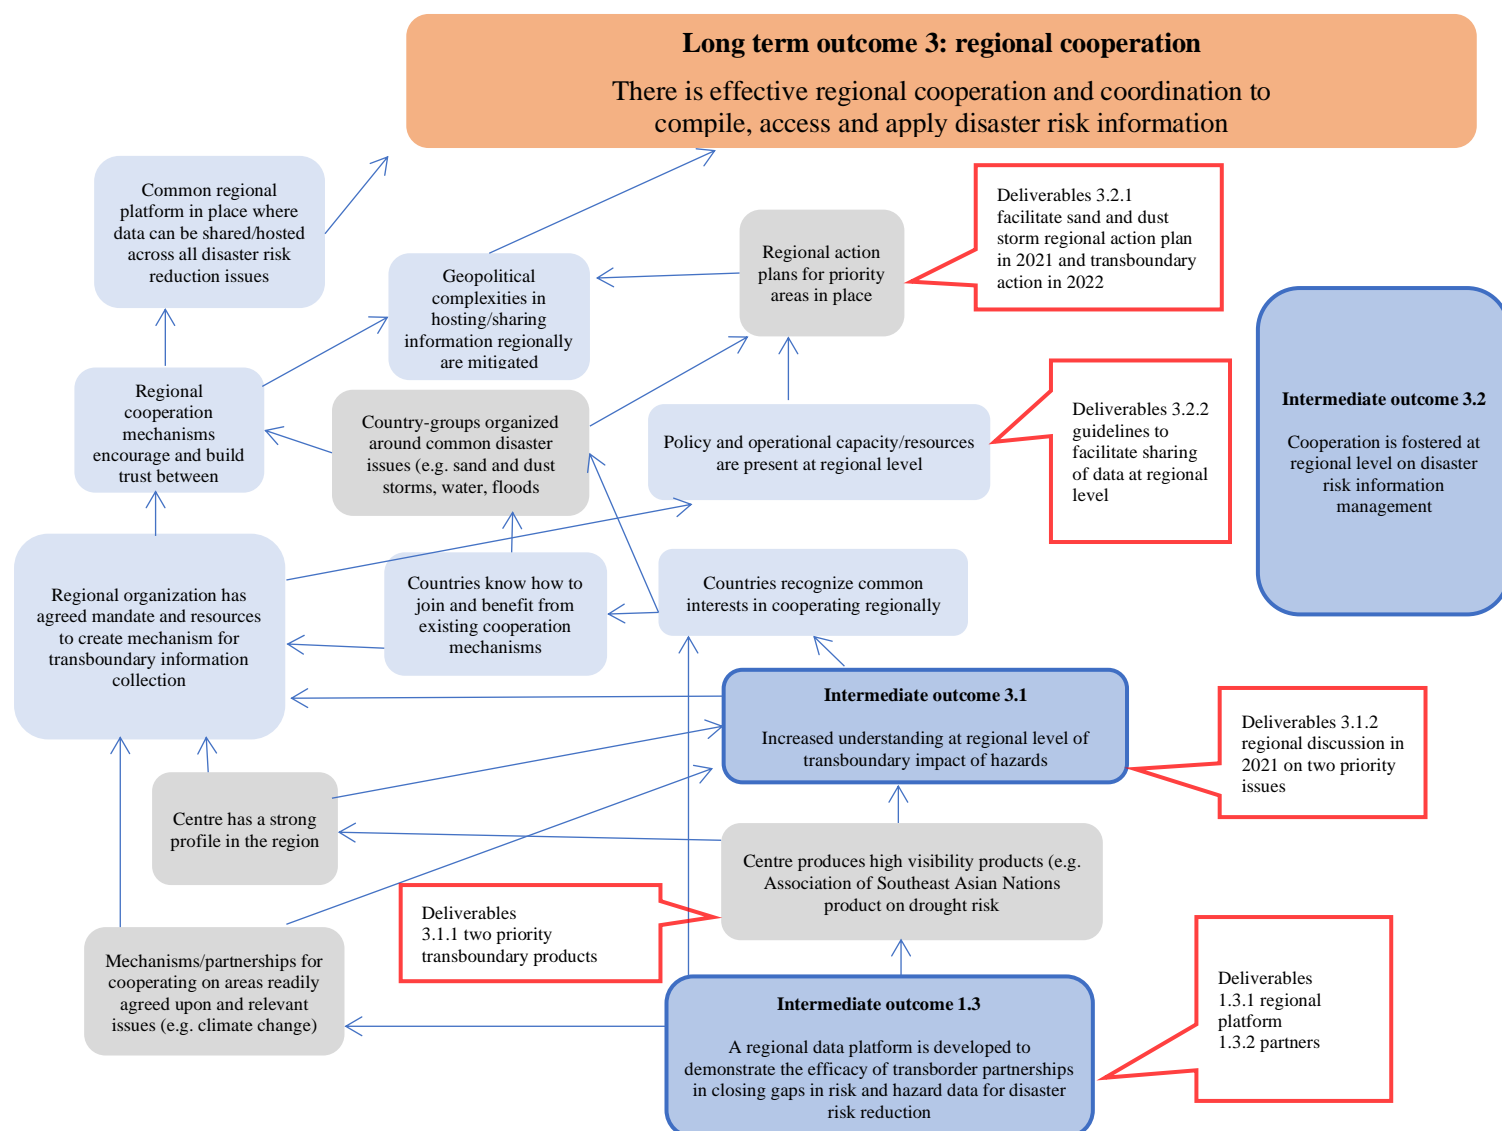 Long term outcome 3: regional cooperation
There is effective regional cooperation and coordination to
compile, access and apply disaster risk information
Common regional
platform in place where
data can be shared/hosted
across all disaster risk
reduction issues
Geopolitical
complexities in
hosting/sharing
information regionally
are mitigated
Regional action
plans for priority
areas in place
Deliverables 3.2.1
facilitate sand and dust
storm regional action plan
in 2021 and transboundary
action in 2022
Regional
cooperation
mechanisms
encourage and build
trust between
Country-groups organized
around common disaster
issues (e.g. sand and dust
storms, water, floods
Policy and operational capacity/resources
are present at regional level
Deliverables 3.2.2
guidelines to
facilitate sharing
of data at regional
level
Intermediate outcome 3.2
Cooperation is fostered at
regional level on disaster
risk information
management
Regional organization has
agreed mandate and resources
to create mechanism for
transboundary information
collection
Countries know how to
join and benefit from
existing cooperation
mechanisms
Countries recognize common
interests in cooperating regionally
Intermediate outcome 3.1
Increased understanding at regional level of
transboundary impact of hazards
Deliverables 3.1.2
regional discussion in
2021 on two priority
issues
Centre has a strong
profile in the region
Centre produces high visibility products (e.g.
Association of Southeast Asian Nations
product on drought risk
Deliverables
3.1.1 two priority
transboundary products
Mechanisms/partnerships for
cooperating on areas readily
agreed upon and relevant
issues (e.g. climate change)
Intermediate outcome 1.3
A regional data platform is developed to
demonstrate the efficacy of transborder partnerships
in closing gaps in risk and hazard data for disaster
risk reduction
Deliverables
1.3.1 regional
platform
1.3.2 partners